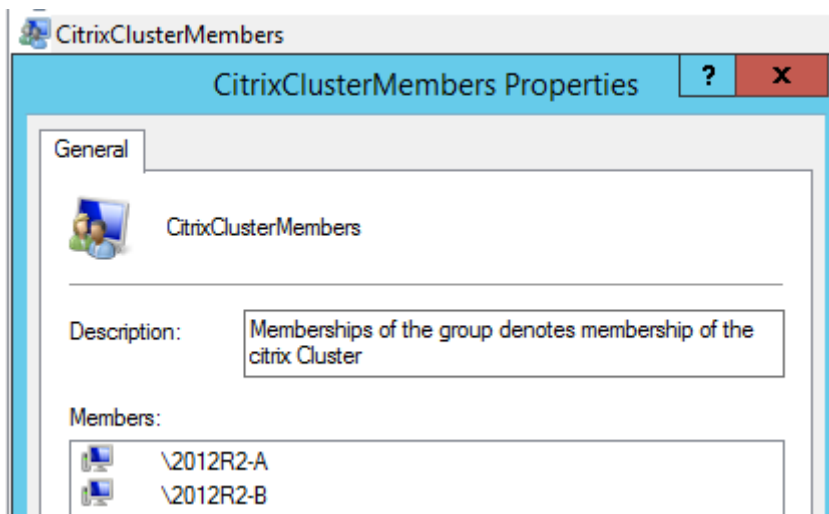 CitrixClusterMembers
CitrixClusterMembers Properties
? x
General
CitrixClusterMembers
Description:
Memberships of the group denotes membership of the
citrix Cluster
Members:
\2012R2-A
\2012R2-B